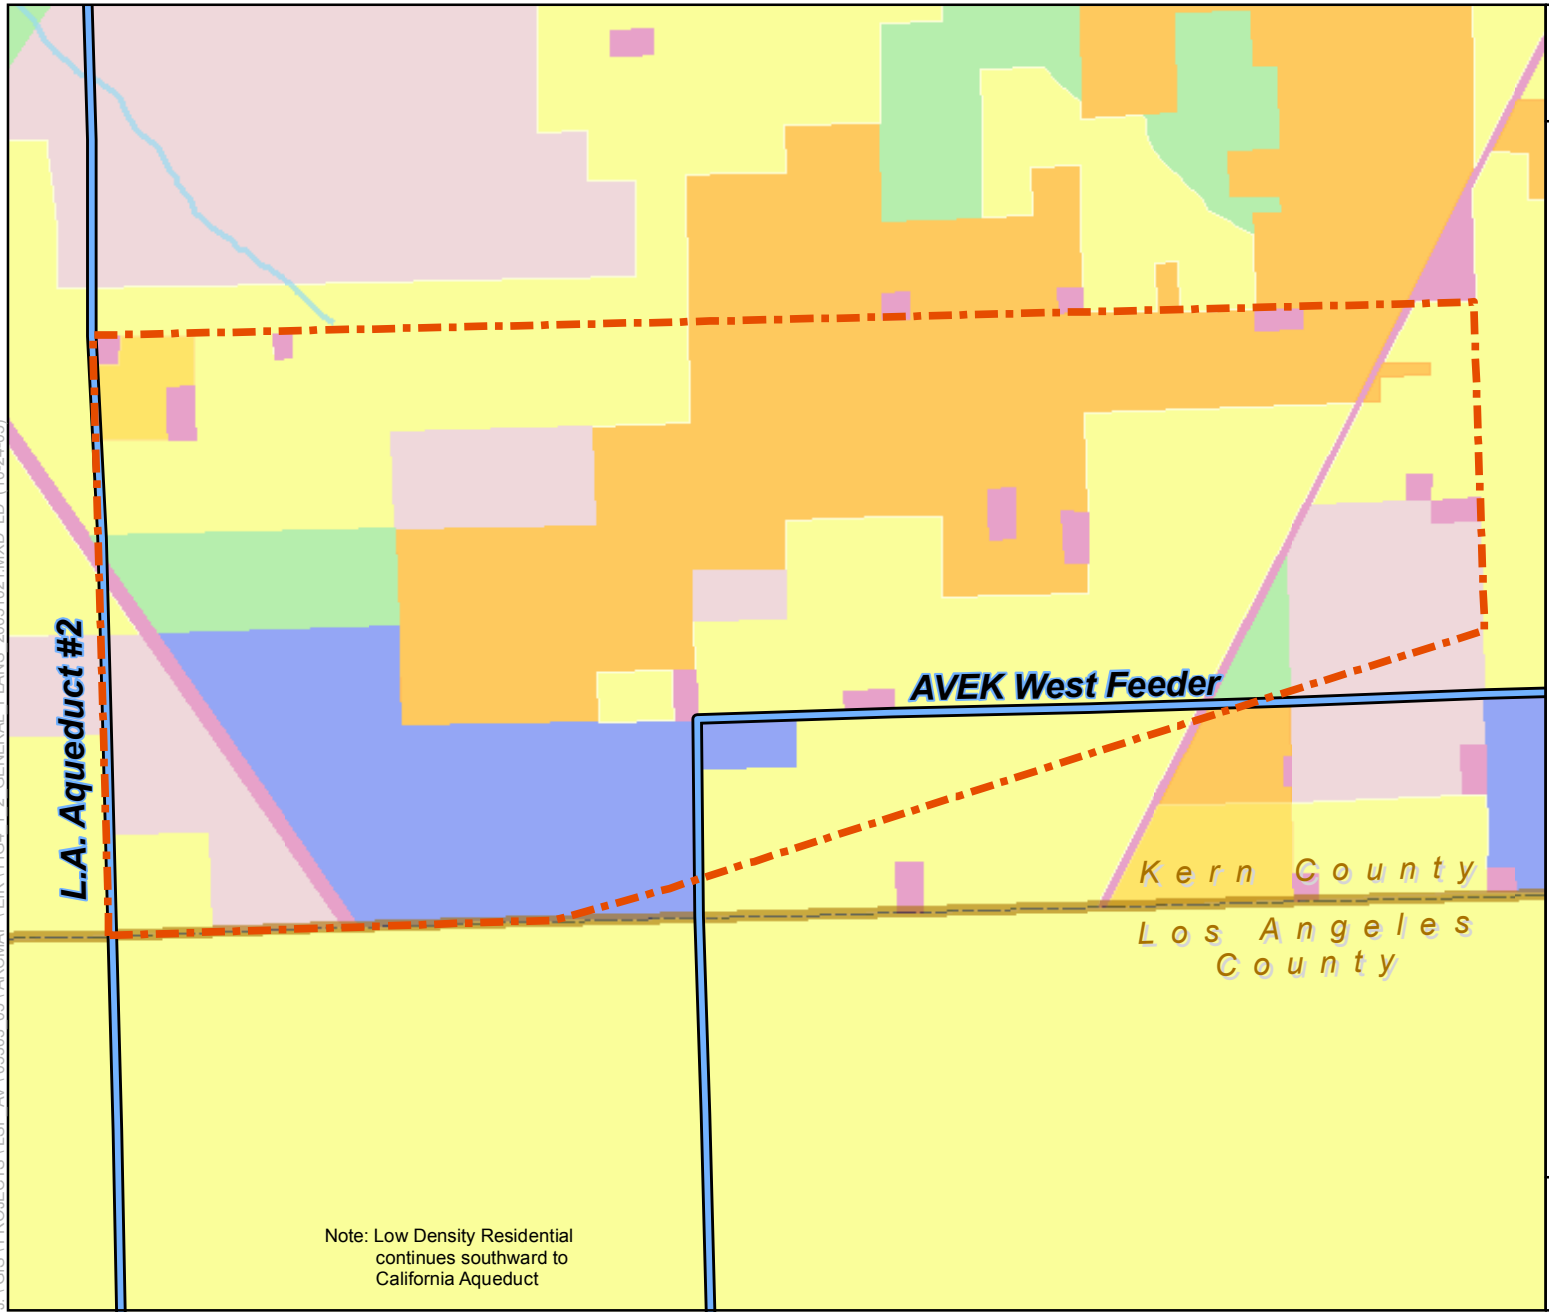 AVEK West Feeder
L.A. Aqueduct #2
Kern County
Los Angeles
County
Note: Low Density Residential
continues southward to
California Aqueduct